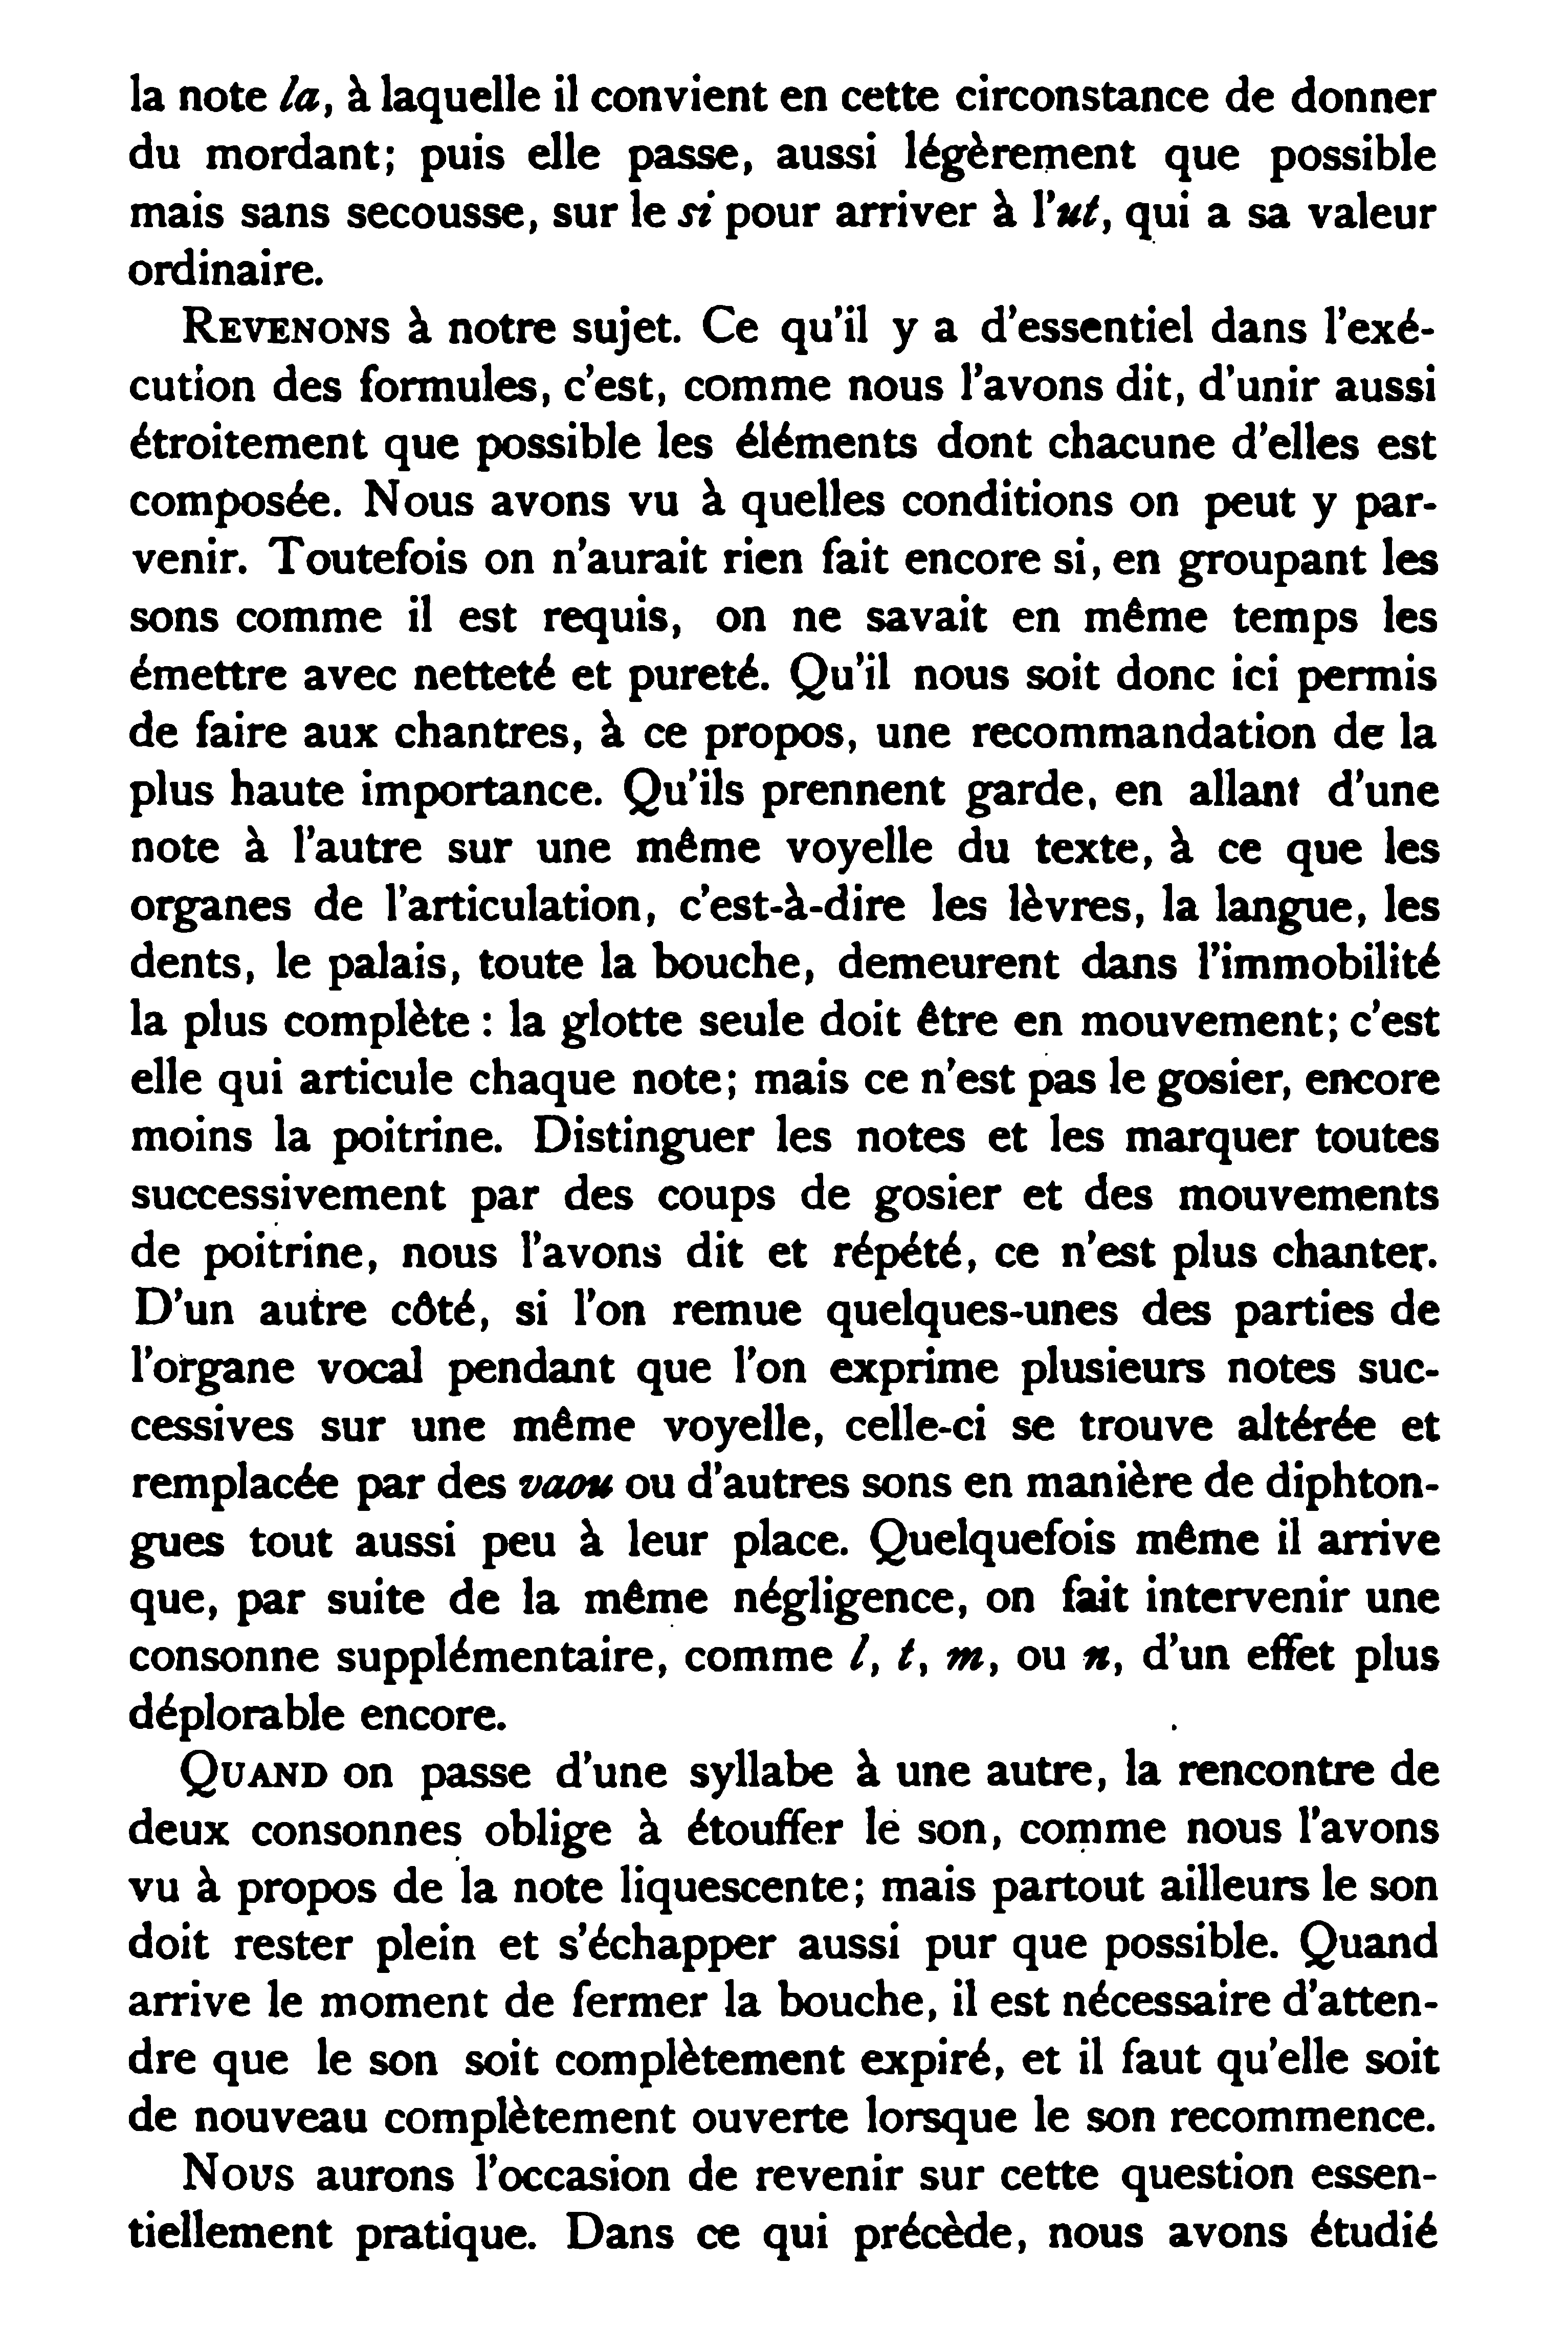 la note la, à laquelle il convient en cette circonstance de donner
du mordant; puis elle passe, aussi légèrement que possible
mais sans secousse, sur le si pour arriver à l'ut, qui a sa valeur
ordinaire.
REVENONS à notre sujet. Ce qu'il y a d'essentiel dans l'exé-
cution des formules, c'est, comme nous l'avons dit, d'unir aussi
étroitement que possible les éléments dont chacune d'elles est
composée. Nous avons vu à quelles conditions on peut y par-
venir. Toutefois on n'aurait rien fait encore si, en groupant les
sons comme il est requis, on ne savait en même temps les
émettre avec netteté et pureté. Qu'il nous soit donc ici permis
de faire aux chantres, à ce propos, une recommandation de la
plus haute importance. Qu'ils prennent garde, en allant d'une
note à l'autre sur une même voyelle du texte, à ce que les
organes de l'articulation, c'est-à-dire les lèvres, la langue, les
dents, le palais, toute la bouche, demeurent dans l'immobilité
la plus complète : la glotte seule doit être en mouvement; c'est
elle qui articule chaque note; mais ce n'est pas le gosier, encore
moins la poitrine. Distinguer les notes et les marquer toutes
successivement par des coups de gosier et des mouvements
de poitrine, nous l'avons dit et répété, ce n'est plus chanter.
D'un autre côté, si l'on remue quelques-unes des parties de
l'organe vocal pendant que l'on exprime plusieurs notes suc-
cessives sur une même voyelle, celle-ci se trouve altérée et
remplacée par des vaou ou d'autres sons en manière de diphton-
gues tout aussi peu à leur place. Quelquefois même il arrive
que, par suite de la même négligence, on fait intervenir une
consonne supplémentaire, comme l, t, m, ou n, d'un effet plus
déplorable encore.
QUAND on passe d'une syllabe à une autre, la rencontre de
deux consonnes oblige à étouffer le son, comme nous l'avons
vu à propos de la note liquescente; mais partout ailleurs le son
doit rester plein et s'échapper aussi pur que possible. Quand
arrive le moment de fermer la bouche, il est nécessaire d'atten-
dre que le son soit complètement expiré, et il faut qu'elle soit
de nouveau complètement ouverte lorsque le son recommence.
NOUS aurons l'occasion de revenir sur cette question essen-
tiellement pratique. Dans ce qui précède, nous avons étudié